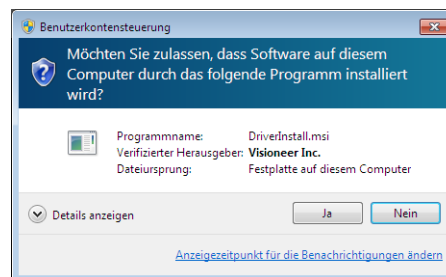 Benutzerkontensteuerung
Möchten Sie zulassen, dass Software auf diesem
Computer durch das folgende Programm installiert
wird?
Programmname: DriverInstall.msi
Verifizierter Herausgeber: Visioneer Inc.
Dateiursprung: Festplatte auf diesem Computer
Details anzeigen
Ja
Nein
Anzeigezeitpunkt für die Benachrichtigungen ändern